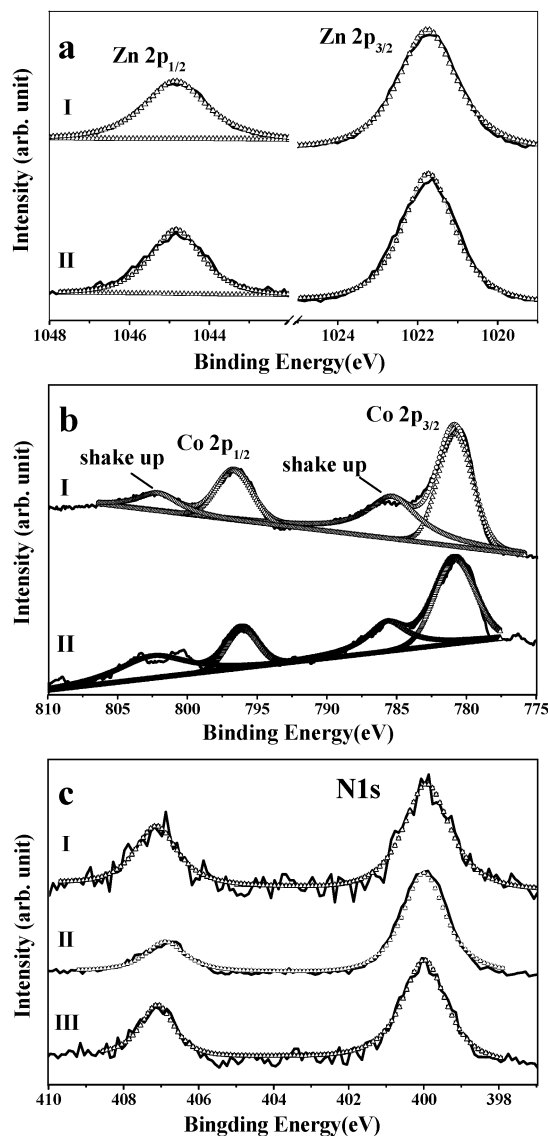 a
Zn 2p1/2
Zn 2p3/2
I
II
Intensity (arb. unit)
1048 1046 1044 1024 1022 1020
Binding Energy(eV)
b
Co 2p1/2
Co 2p3/2
shake up
shake up
I
II
Intensity (arb. unit)
810 805 800 795 790 785 780 775
Binding Energy(eV)
c
N1s
I
II
III
Intensity (arb. unit)
410 408 406 404 402 400 398
Bingding Energy(eV)